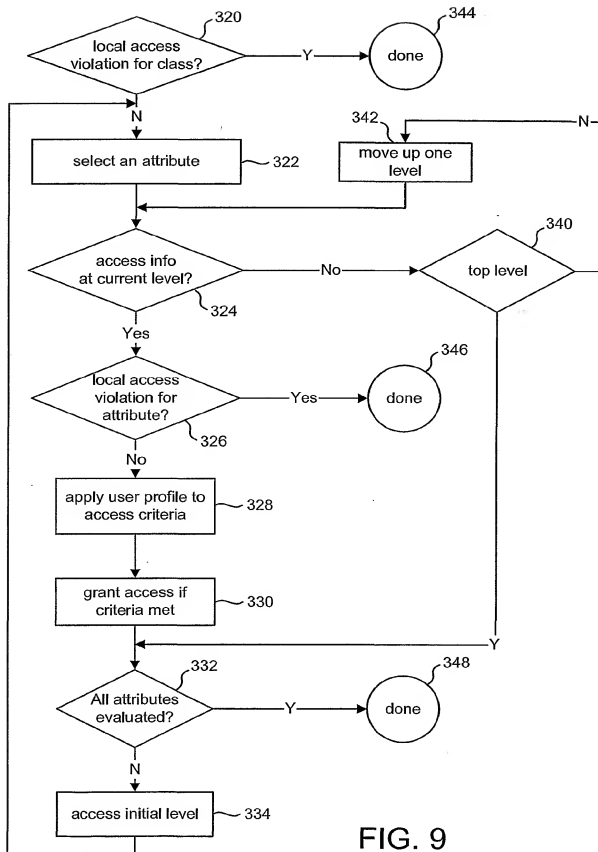 320
local access
violation for class?
Y
344
done
N
342
move up one
level
N
select an attribute
322
340
access info
at current level?
No
top level
324
Yes
346
local access
violation for
attribute?
Yes
done
326
No
apply user profile to
access criteria
328
grant access if
criteria met
330
Y
332
348
All attributes
evaluated?
Y
done
N
access initial level
334
FIG. 9